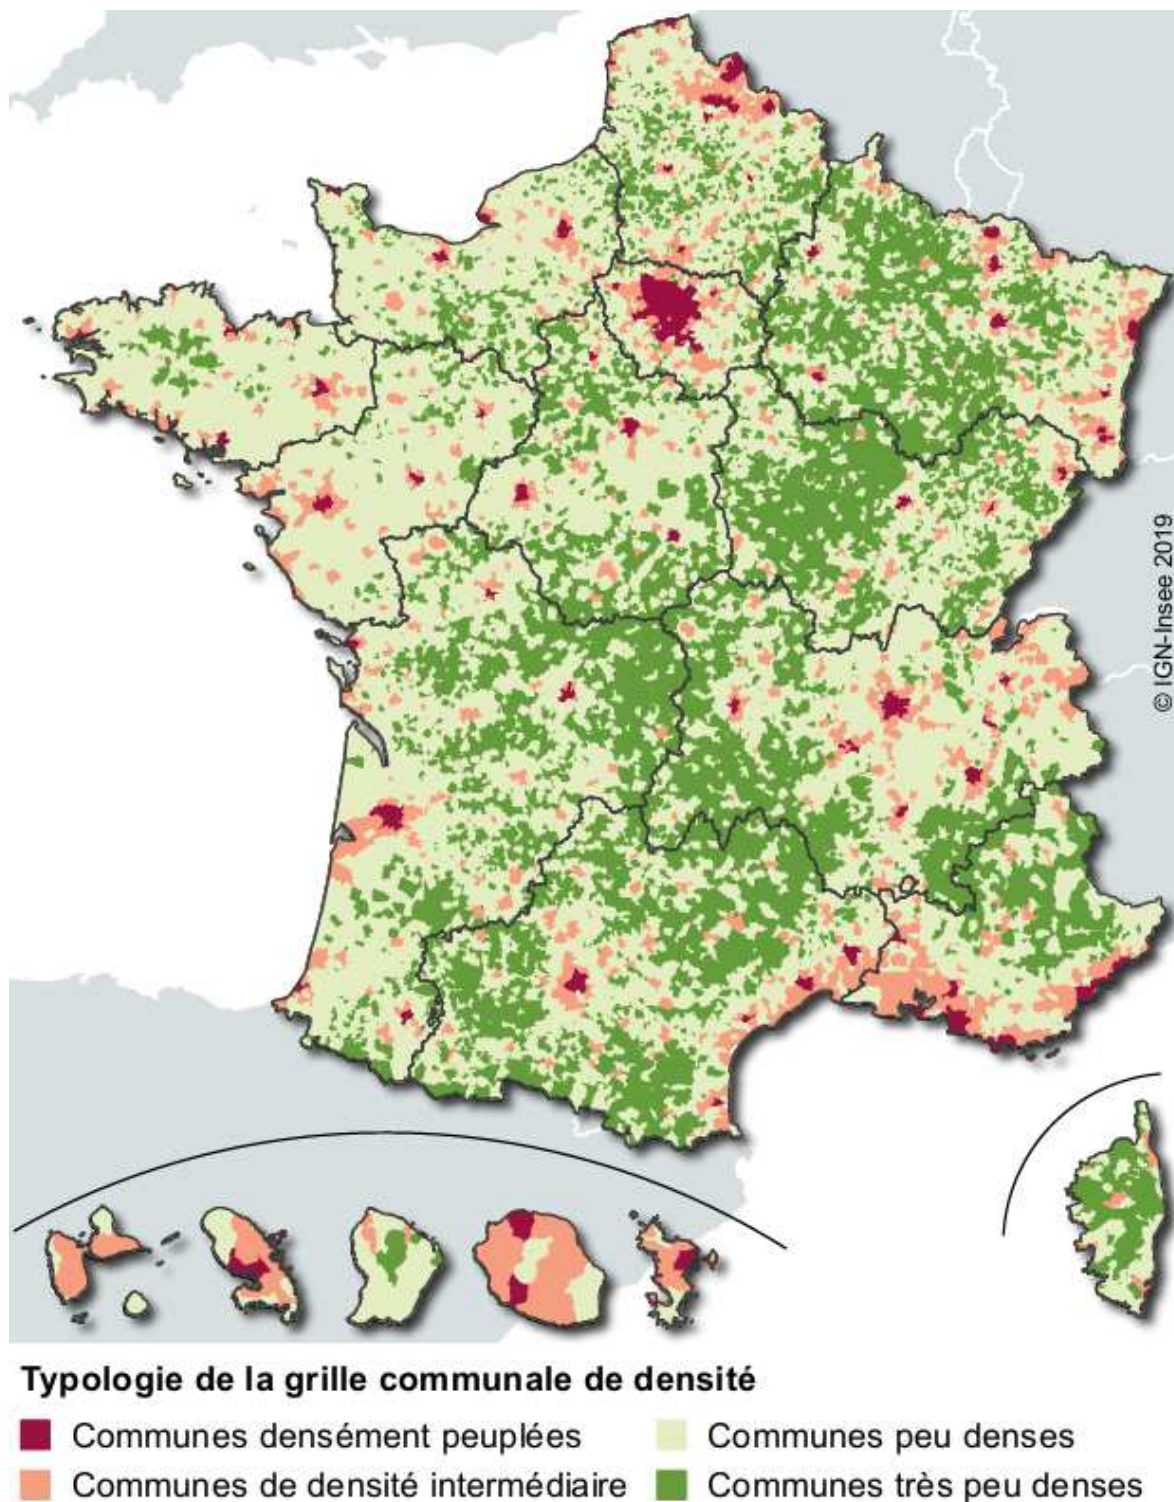 © IGN-Insee 2019
Typologie de la grille communale de densité
Communes densément peuplées
Communes peu denses
Communes de densité intermédiaire
Communes très peu denses